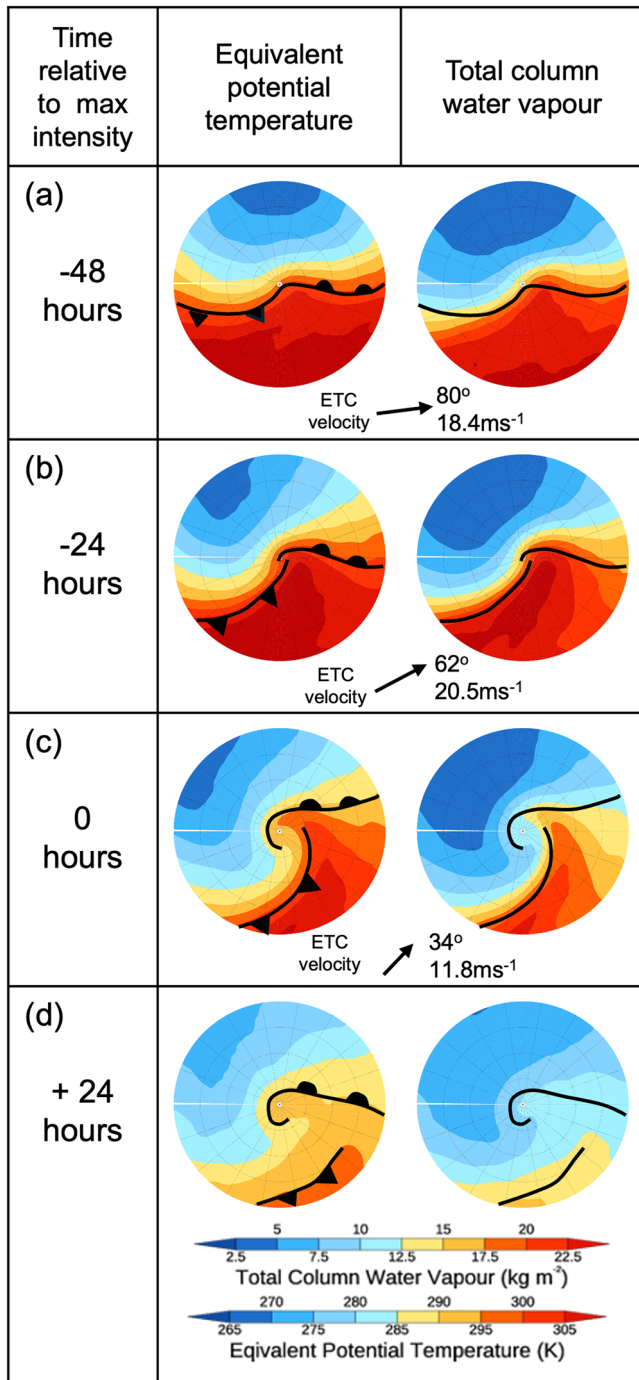 Time
relative
to max
intensity
Equivalent
potential
temperature
Total column
water vapour
(a)
-48
hours
ETC
velocity
80º
18.4ms⁻¹
(b)
-24
hours
ETC
velocity
62º
20.5ms⁻¹
(c)
0
hours
ETC
velocity
34º
11.8ms⁻¹
(d)
+ 24
hours
5 10 15 20
2.5 7.5 12.5 17.5 22.5
Total Column Water Vapour (kg m⁻²)
270 280 290 300
265 275 285 295 305
Eqivalent Potential Temperature (K)